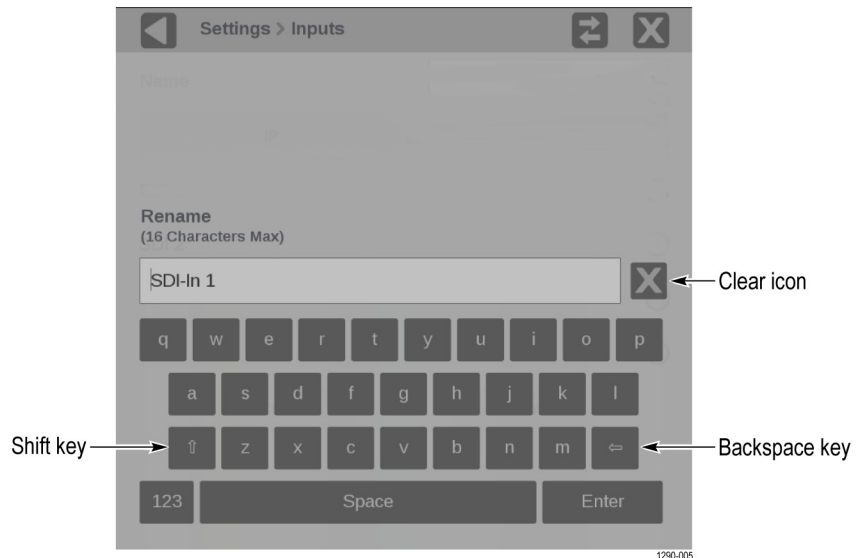 Settings > Inputs
Name
Rename
(16 Characters Max)
SDI-In 1
Clear icon
q w e r t y u i o p
a s d f g h j k l
Shift key
⇧ z x c v b n m ⇦
Backspace key
123 Space Enter
1290-005